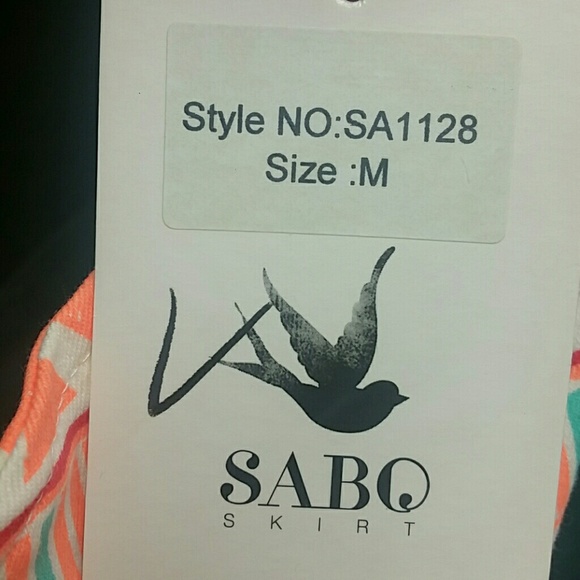 Style NO:SA1128
Size :M
SABO
SKIRT